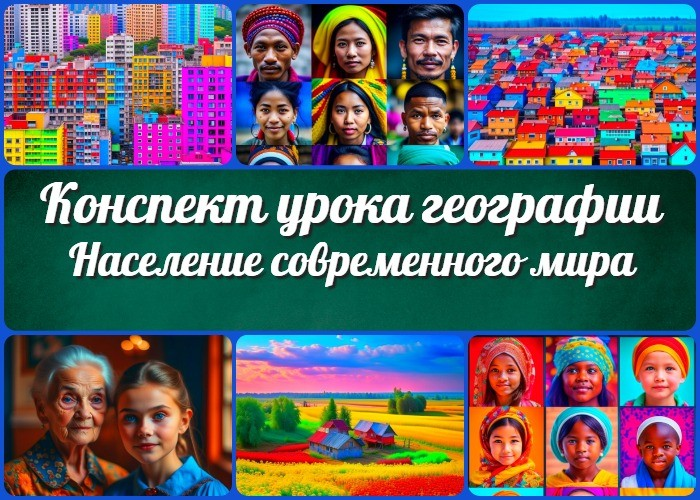 Конспект урока географии
Население современного мира